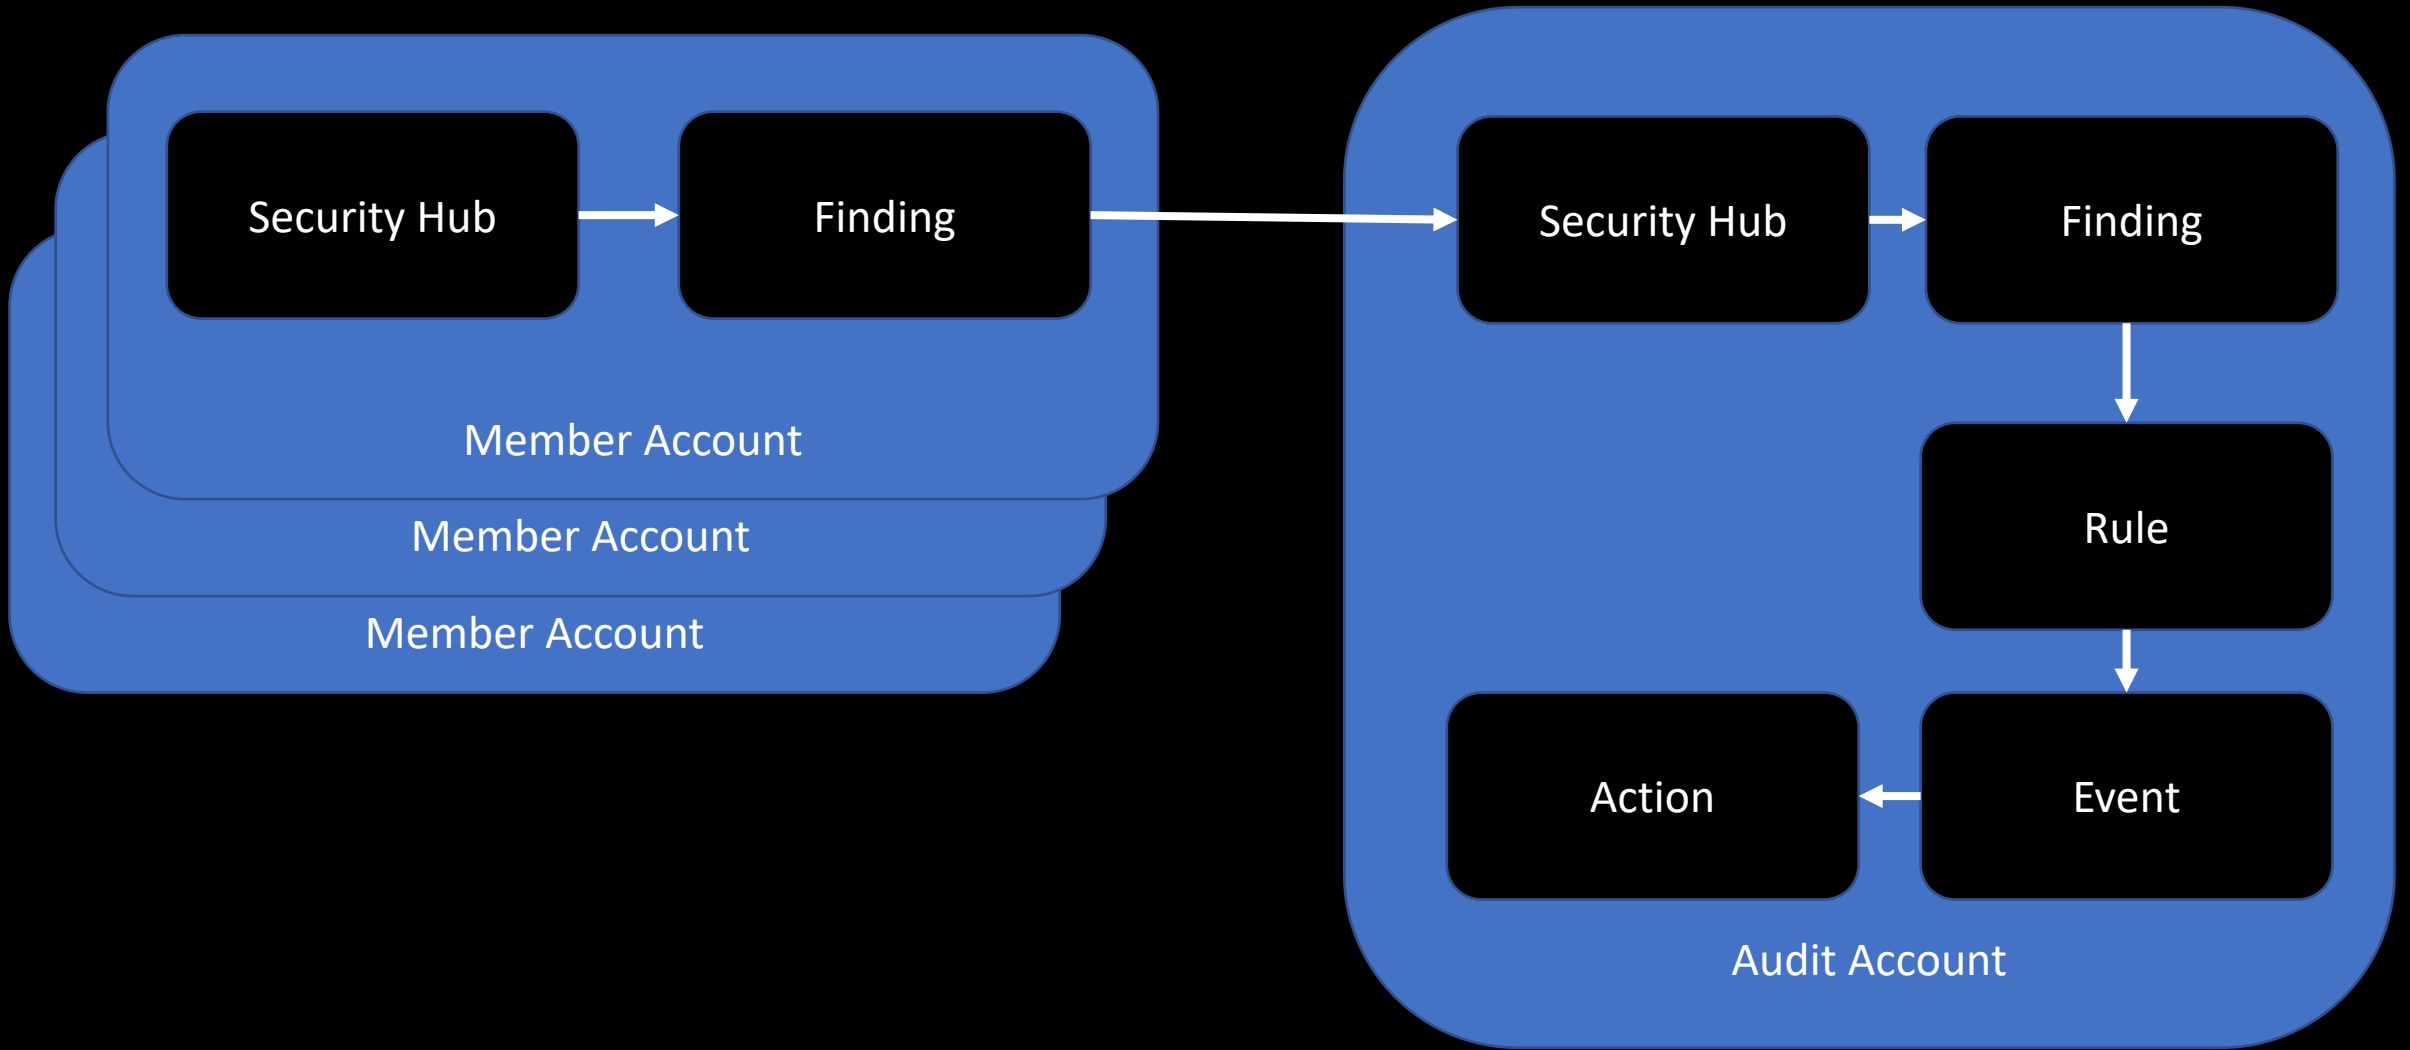 Security Hub
Finding
Member Account
Member Account
Member Account
Security Hub
Finding
Rule
Event
Action
Audit Account